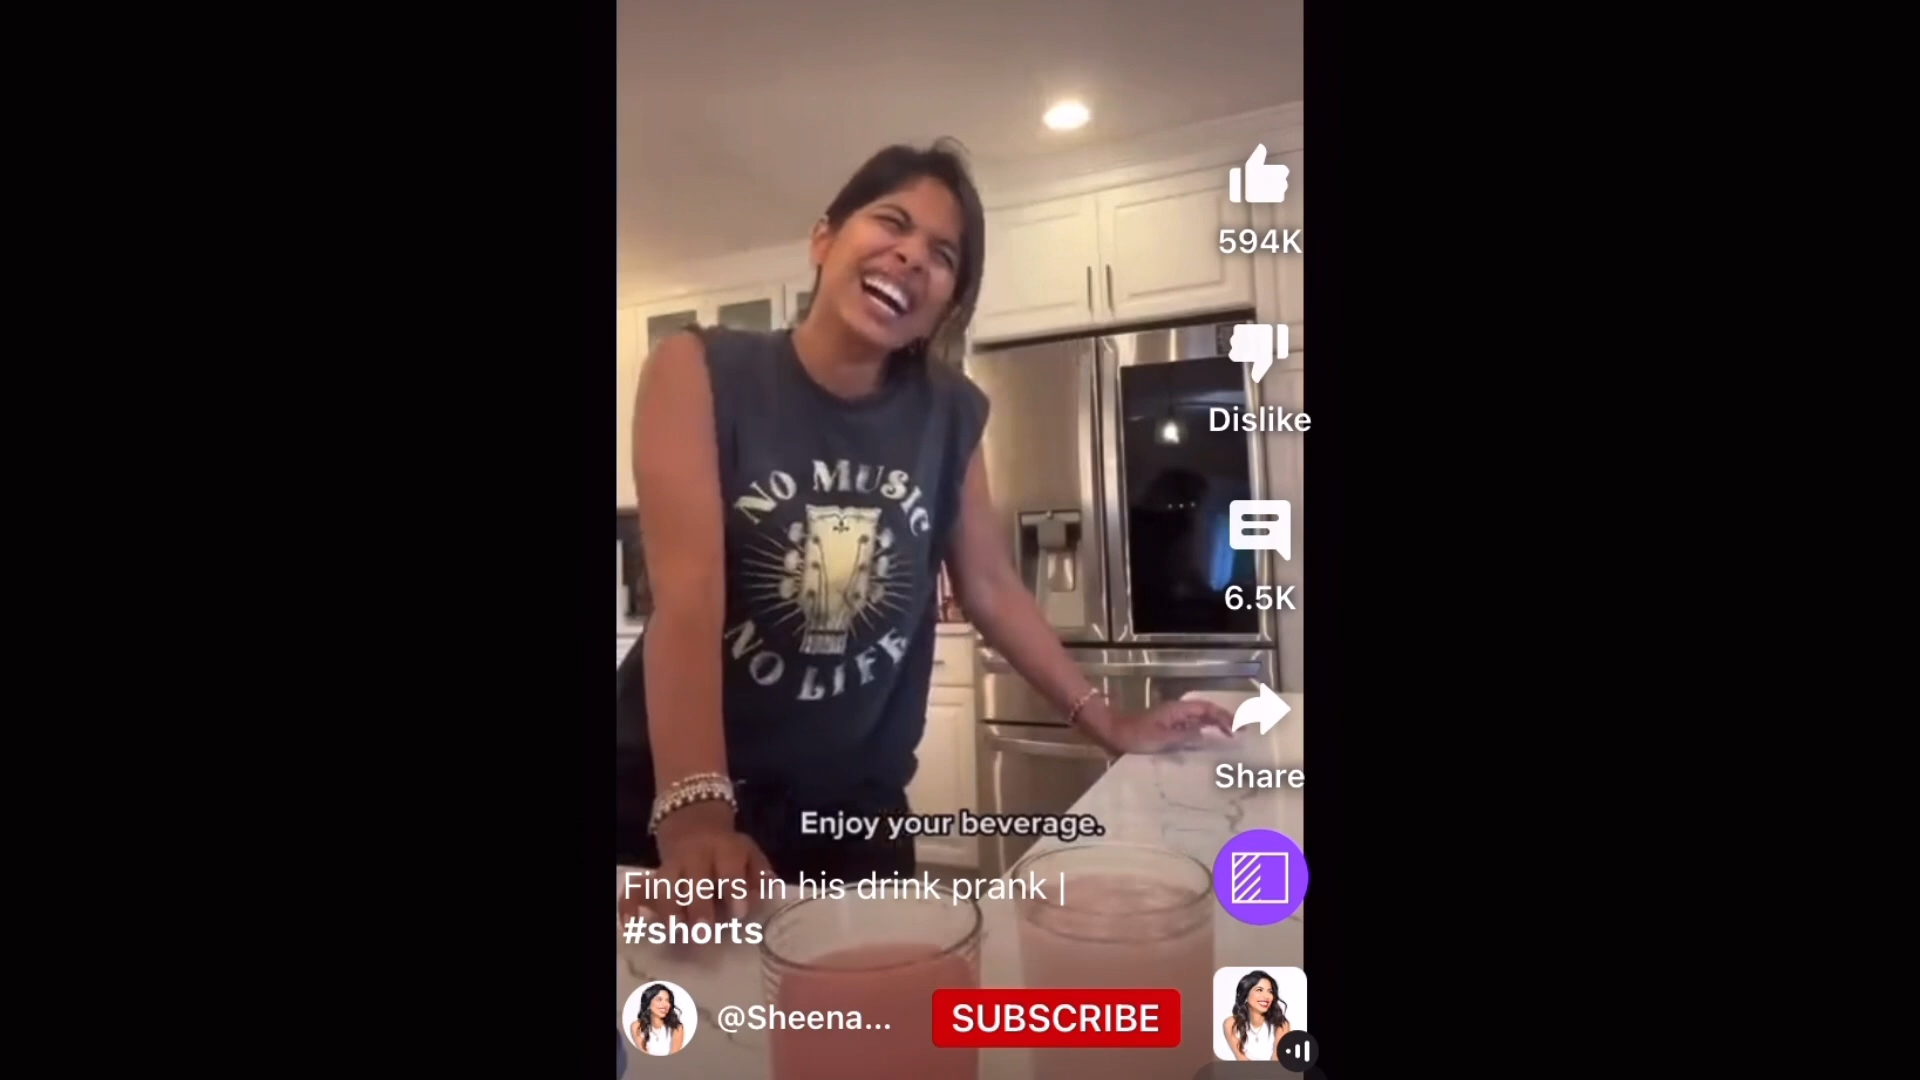 NO MUSIC
NO LIFE
594K
Dislike
6.5K
Share
Enjoy your beverage.
Fingers in his drink prank |
#shorts
@Sheena...
SUBSCRIBE